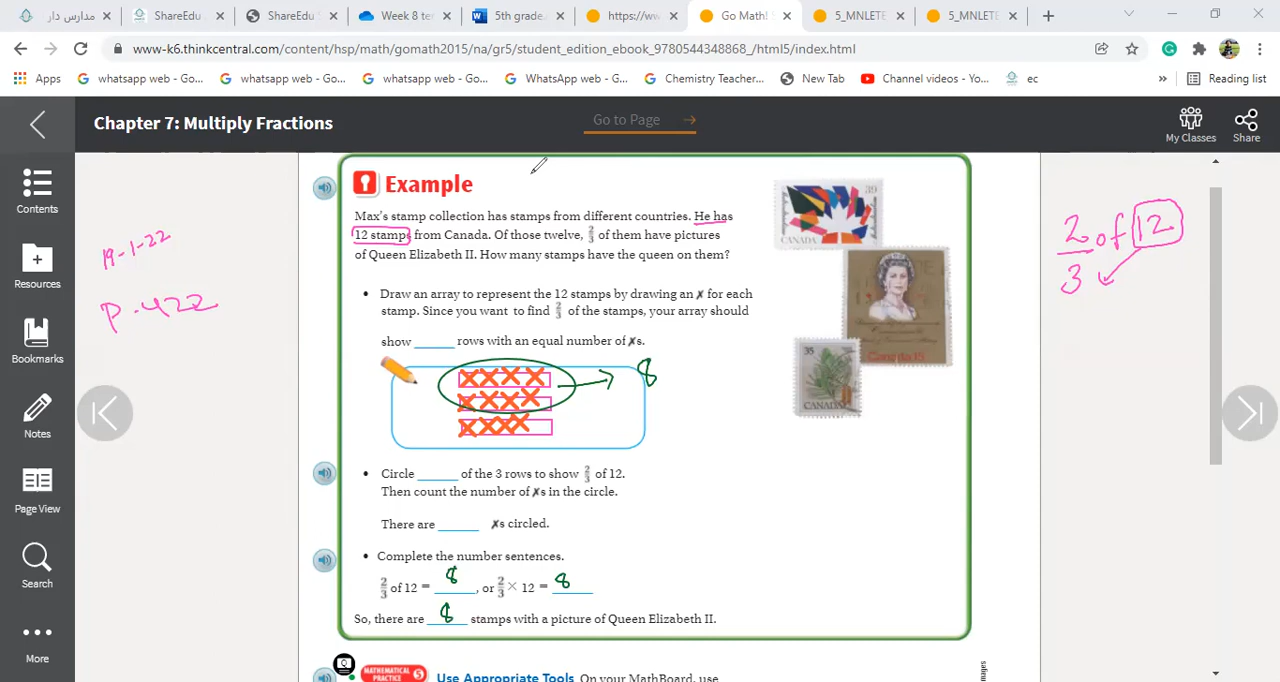 مدارس دار
ShareEdu
ShareEdu S
Week 8 te
5th grade.
https://ww
Go Math!
5_MNLETE
5_MNLETE
www-k6.thinkcentral.com/content/hsp/math/gomath2015/na/gr5/student_edition_ebook_9780544348868_/html5/index.html
Apps
whatsapp web - Go...
whatsapp web - Go...
whatsapp web - Go...
WhatsApp web - G...
Chemistry Teacher...
New Tab
Channel videos - Yo...
ec
»
Reading list
Chapter 7: Multiply Fractions
Go to Page
My Classes
Share
Contents
Resources
Bookmarks
Notes
Page View
Search
More
19-1-22
P.422
Example
Max's stamp collection has stamps from different countries. He has
12 stamps from Canada. Of those twelve, 2/3 of them have pictures
of Queen Elizabeth II. How many stamps have the queen on them?
• Draw an array to represent the 12 stamps by drawing an X for each
stamp. Since you want to find 2/3 of the stamps, your array should
show ______ rows with an equal number of Xs.
XXXX
XXXX
XXXX
8
• Circle ______ of the 3 rows to show 2/3 of 12.
Then count the number of Xs in the circle.
There are ______ Xs circled.
• Complete the number sentences.
2/3 of 12 = 8, or 2/3 × 12 = 8
So, there are 8 stamps with a picture of Queen Elizabeth II.
39
CANADA
Canada 15
35
CANADA
2/3 of 12
MATHEMATICAL
PRACTICE 5
Use Appropriate Tools On your MathBoard, use